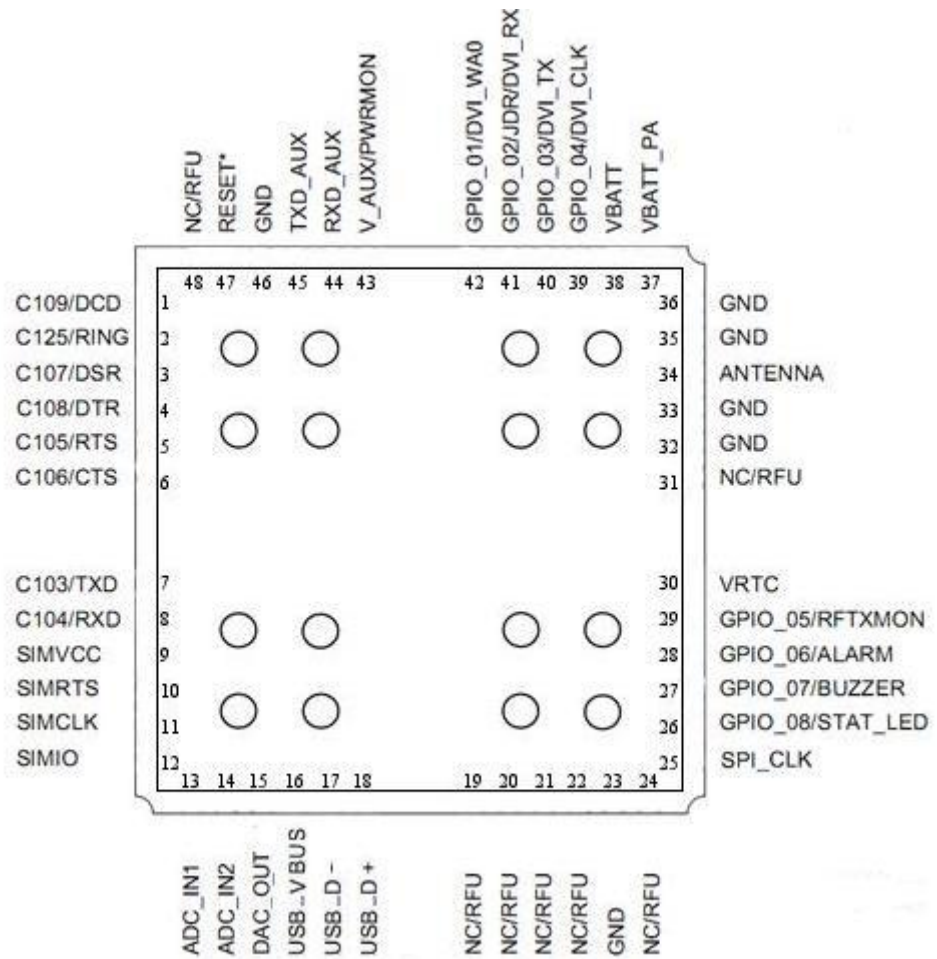 NC/RFU
RESET*
GND
TXD_AUX
RXD_AUX
V_AUX/PWRMON
GPIO_01/DVI_WA0
GPIO_02/JDR/DVI_RX
GPIO_03/DVI_TX
GPIO_04/DVI_CLK
VBATT
VBATT_PA
48 47 46 45 44 43 42 41 40 39 38 37
C109/DCD 1
C125/RING 2
C107/DSR 3
C108/DTR 4
C105/RTS 5
C106/CTS 6
C103/TXD 7
C104/RXD 8
SIMVCC 9
SIMRTS 10
SIMCLK 11
SIMIO 12
36 GND
35 GND
34 ANTENNA
33 GND
32 GND
31 NC/RFU
30 VRTC
29 GPIO_05/RFTXMON
28 GPIO_06/ALARM
27 GPIO_07/BUZZER
26 GPIO_08/STAT_LED
25 SPI_CLK
13 14 15 16 17 18 19 20 21 22 23 24
ADC_IN1
ADC_IN2
DAC_OUT
USB_VBUS
USB_D-
USB_D+
NC/RFU
NC/RFU
NC/RFU
NC/RFU
GND
NC/RFU